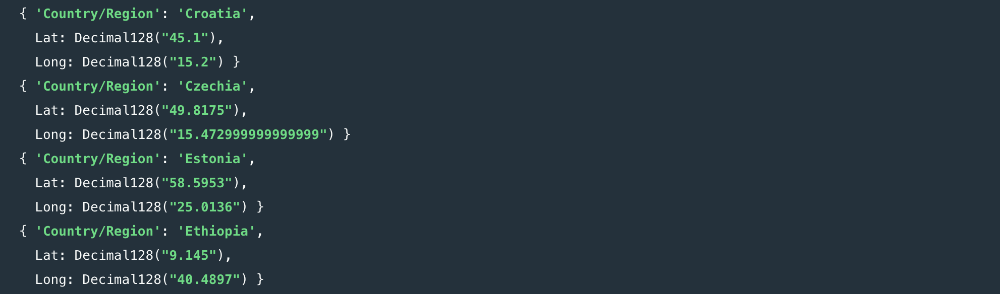 { 'Country/Region': 'Croatia',
  Lat: Decimal128("45.1"),
  Long: Decimal128("15.2") }
{ 'Country/Region': 'Czechia',
  Lat: Decimal128("49.8175"),
  Long: Decimal128("15.472999999999999") }
{ 'Country/Region': 'Estonia',
  Lat: Decimal128("58.5953"),
  Long: Decimal128("25.0136") }
{ 'Country/Region': 'Ethiopia',
  Lat: Decimal128("9.145"),
  Long: Decimal128("40.4897") }